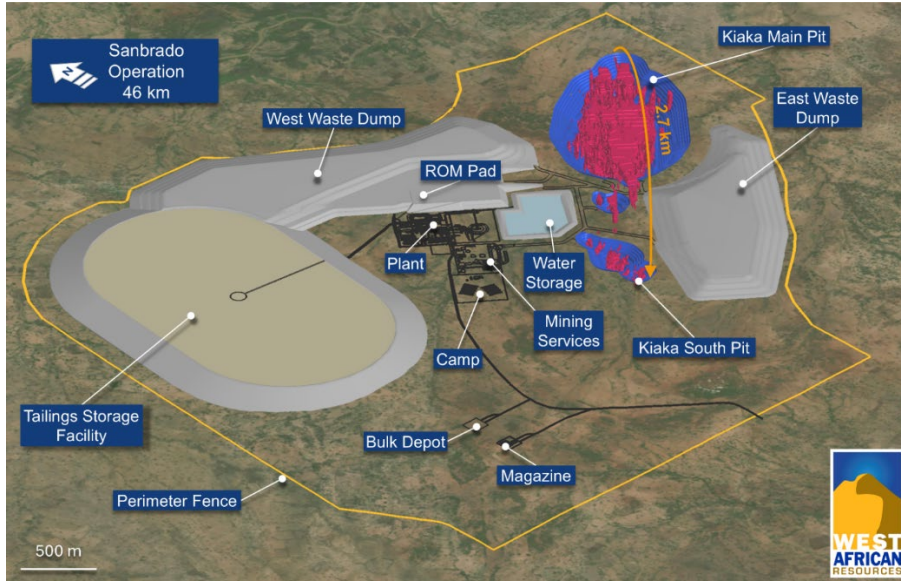 Sanbrado
Operation
46 km
N
Kiaka Main Pit
East Waste
Dump
West Waste Dump
2.7 km
ROM Pad
Plant
Water
Storage
Mining
Services
Camp
Kiaka South Pit
Tailings Storage
Facility
Bulk Depot
Magazine
Perimeter Fence
500 m
WEST
AFRICAN
RESOURCES